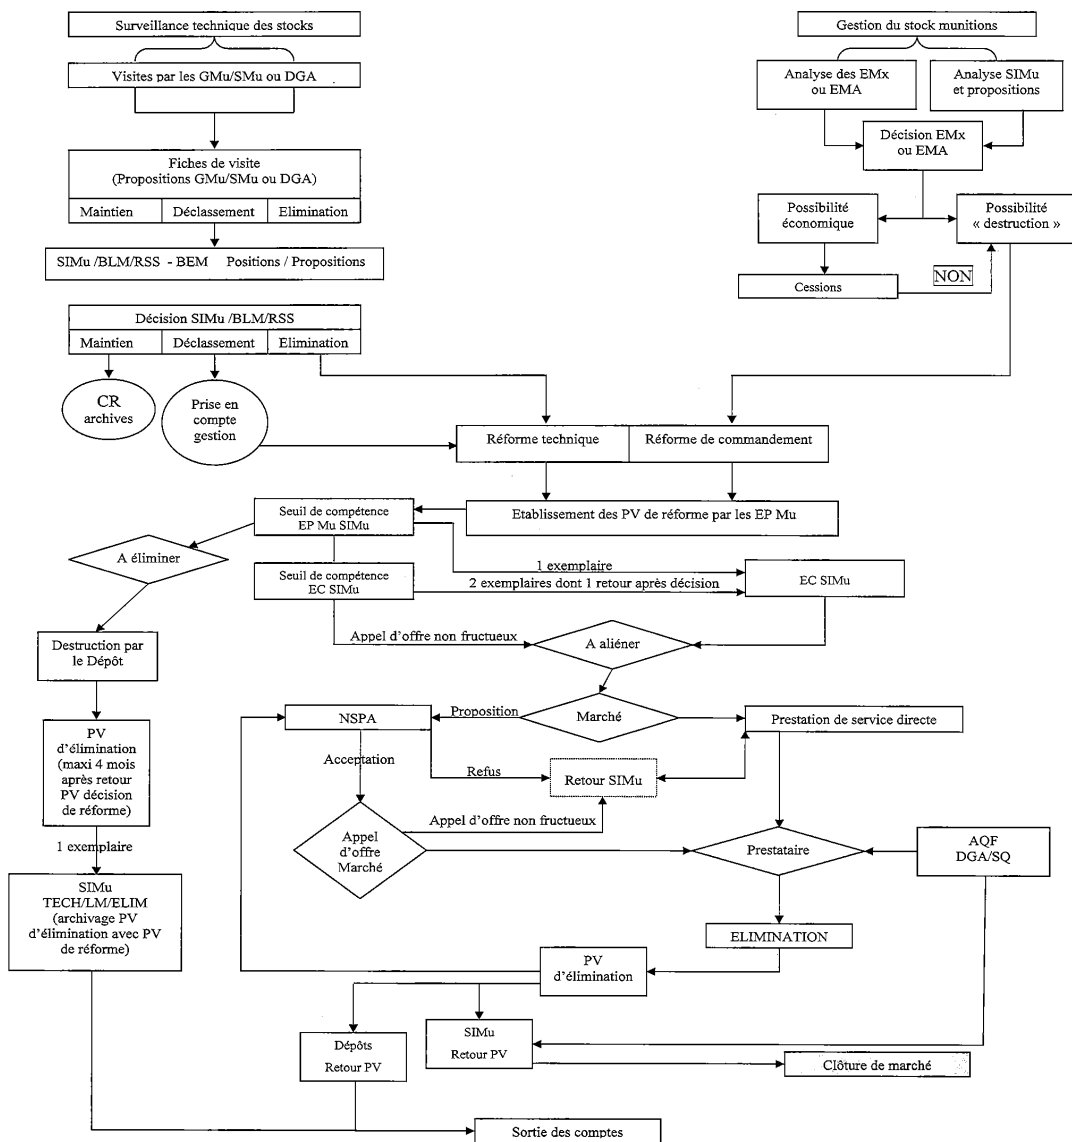 Surveillance technique des stocks
Visites par les GMu/SMu ou DGA
Fiches de visite
(Propositions GMu/SMu ou DGA)
Maintien
Déclassement
Elimination
SIMu /BLM/RSS - BEM Positions / Propositions
Gestion du stock munitions
Analyse des EMx
ou EMA
Analyse SIMu
et propositions
Décision EMx
ou EMA
Possibilité
économique
Possibilité
« destruction »
NON
Cessions
Décision SIMu /BLM/RSS
Maintien
Déclassement
Elimination
CR
archives
Prise en
compte
gestion
Réforme technique
Réforme de commandement
Etablissement des PV de réforme par les EP Mu
Seuil de compétence
EP Mu SIMu
A éliminer
1 exemplaire
Seuil de compétence
EC SIMu
2 exemplaires dont 1 retour après décision
EC SIMu
Appel d'offre non fructueux
A aliéner
Destruction par
le Dépôt
Proposition
Marché
NSPA
Prestation de service directe
PV
d'élimination
(maxi 4 mois
après retour
PV décision
de réforme)
Acceptation
Refus
Retour SIMu
Appel d'offre non fructueux
Appel
d'offre
Marché
Prestataire
AQF
DGA/SQ
1 exemplaire
SIMu
TECH/LM/ELIM
(archivage PV
d'élimination avec PV
de réforme)
ELIMINATION
PV
d'élimination
Dépôts
Retour PV
SIMu
Retour PV
Clôture de marché
Sortie des comptes